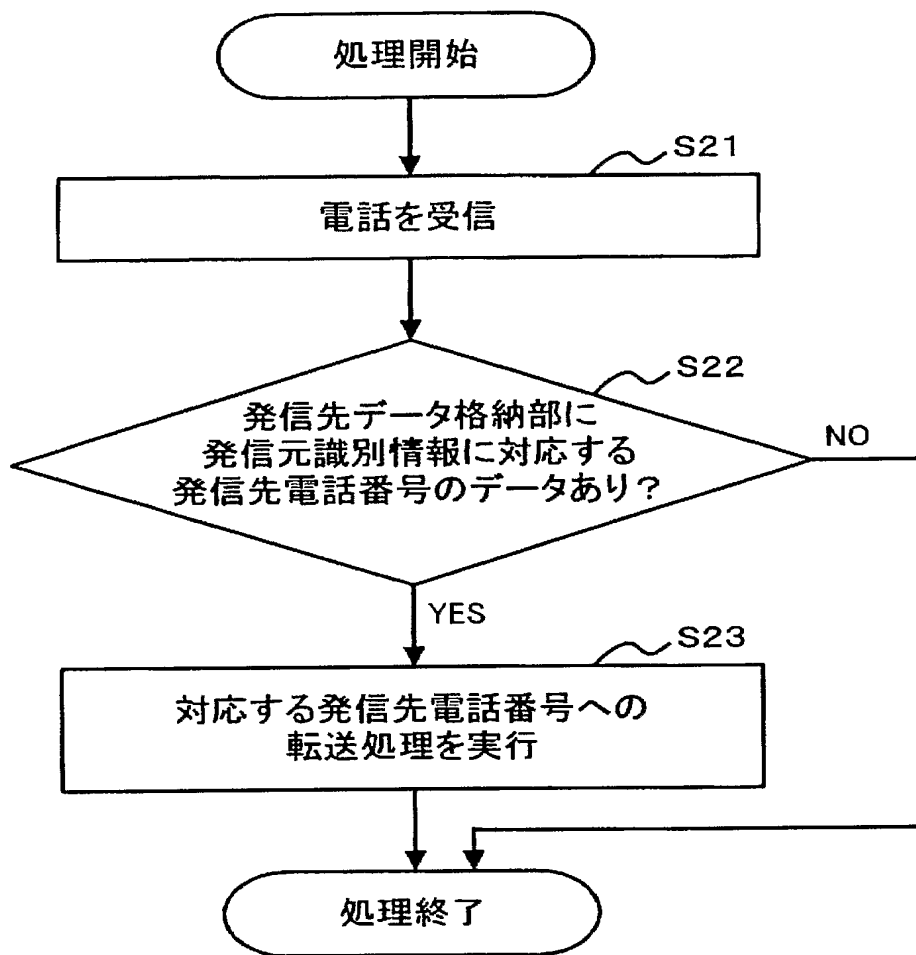 処理開始
S21
電話を受信
S22
発信先データ格納部に
発信元識別情報に対応する
発信先電話番号のデータあり?
NO
YES
S23
対応する発信先電話番号への
転送処理を実行
処理終了